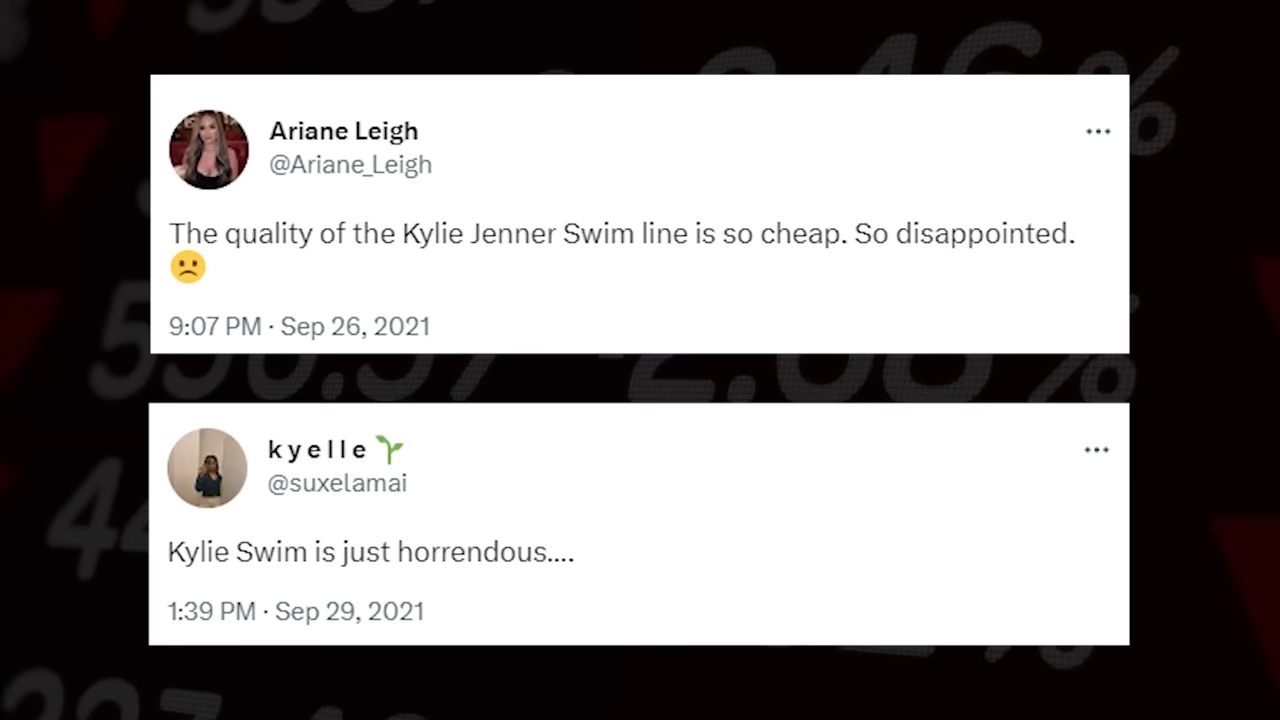 Ariane Leigh
@Ariane_Leigh
The quality of the Kylie Jenner Swim line is so cheap. So disappointed.
🙁
9:07 PM · Sep 26, 2021
kyelle 🌱
@suxelamai
Kylie Swim is just horrendous....
1:39 PM · Sep 29, 2021